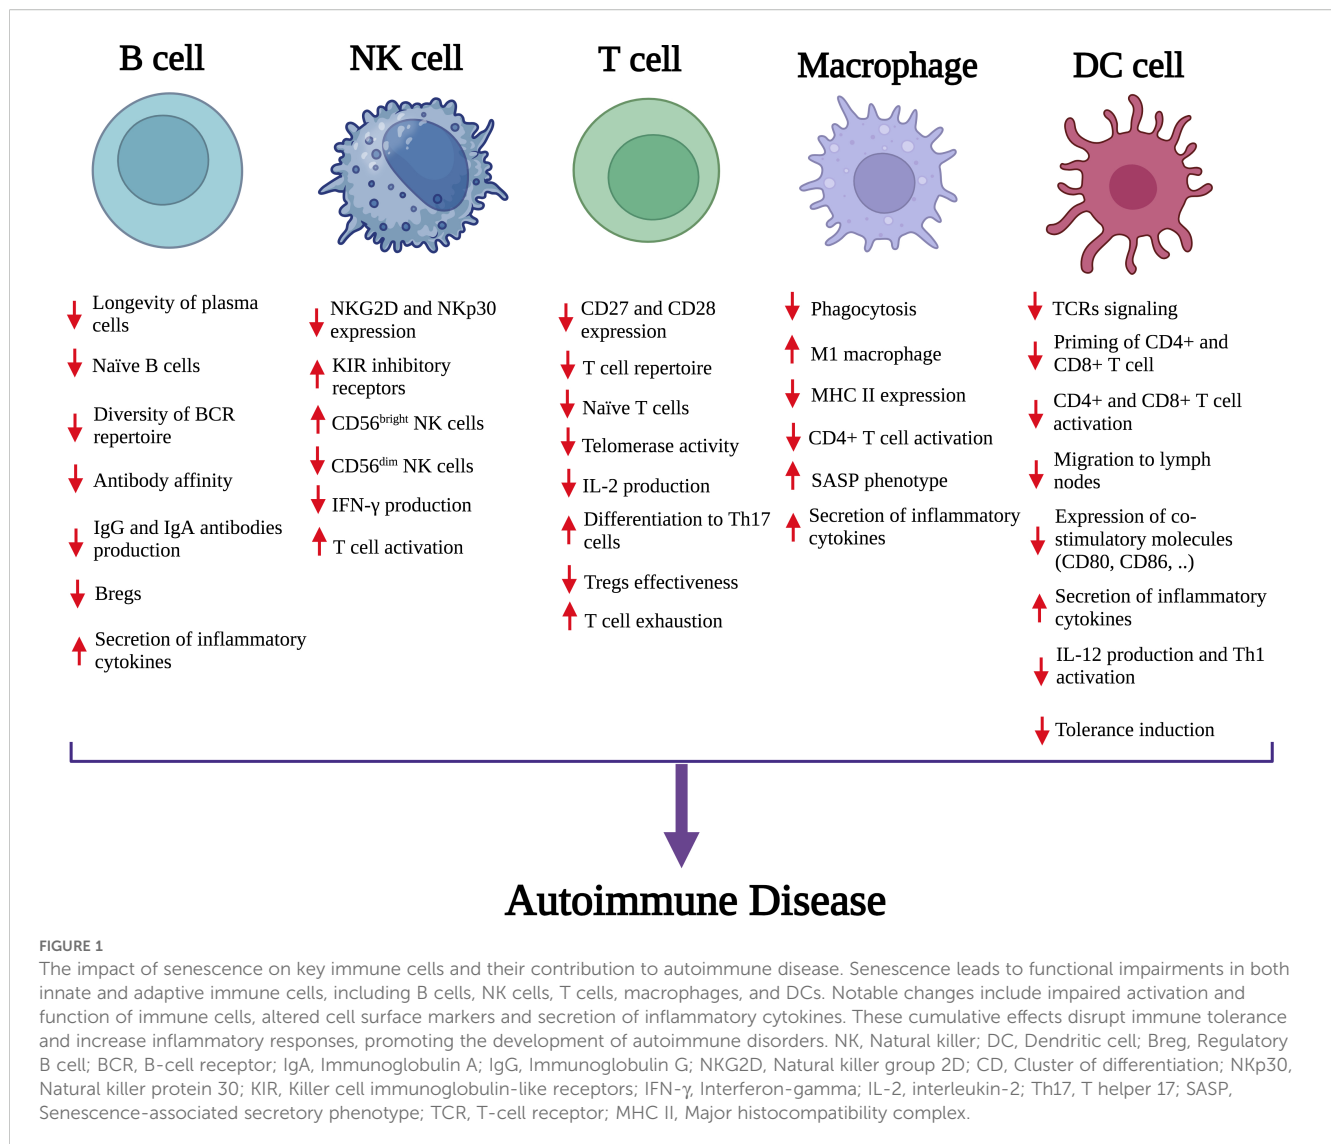 B cell
NK cell
T cell
Macrophage
DC cell
Longevity of plasma
cells
Naïve B cells
Diversity of BCR
repertoire
Antibody affinity
IgG and IgA antibodies
production
Bregs
Secretion of inflammatory
cytokines
NKG2D and NKp30
expression
KIR inhibitory
receptors
CD56bright NK cells
CD56dim NK cells
IFN-γ production
T cell activation
CD27 and CD28
expression
T cell repertoire
Naïve T cells
Telomerase activity
IL-2 production
Differentiation to Th17
cells
Tregs effectiveness
T cell exhaustion
Phagocytosis
M1 macrophage
MHC II expression
CD4+ T cell activation
SASP phenotype
Secretion of inflammatory
cytokines
TCRs signaling
Priming of CD4+ and
CD8+ T cell
CD4+ and CD8+ T cell
activation
Migration to lymph
nodes
Expression of co-
stimulatory molecules
(CD80, CD86, ..)
Secretion of inflammatory
cytokines
IL-12 production and Th1
activation
Tolerance induction
Autoimmune Disease
FIGURE 1
The impact of senescence on key immune cells and their contribution to autoimmune disease. Senescence leads to functional impairments in both
innate and adaptive immune cells, including B cells, NK cells, T cells, macrophages, and DCs. Notable changes include impaired activation and
function of immune cells, altered cell surface markers and secretion of inflammatory cytokines. These cumulative effects disrupt immune tolerance
and increase inflammatory responses, promoting the development of autoimmune disorders. NK, Natural killer; DC, Dendritic cell; Breg, Regulatory
B cell; BCR, B-cell receptor; IgA, Immunoglobulin A; IgG, Immunoglobulin G; NKG2D, Natural killer group 2D; CD, Cluster of differentiation; NKp30,
Natural killer protein 30; KIR, Killer cell immunoglobulin-like receptors; IFN-γ, Interferon-gamma; IL-2, interleukin-2; Th17, T helper 17; SASP,
Senescence-associated secretory phenotype; TCR, T-cell receptor; MHC II, Major histocompatibility complex.